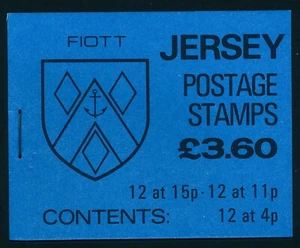 FIOTT
JERSEY
POSTAGE
STAMPS
£3.60
12 at 15p·12 at 11p
CONTENTS: 12 at 4p